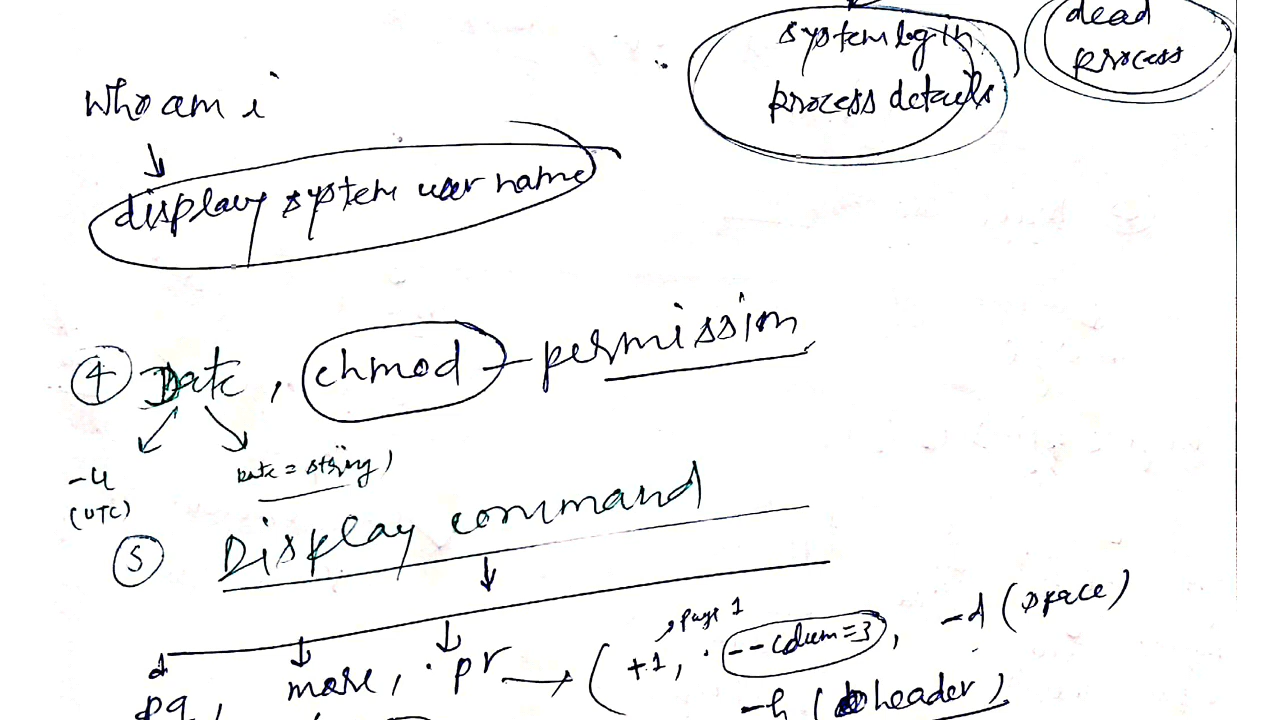 dead
process
system log in
process details
Who am i
display system user name
④ Date, chmod - permission
-u
(UTC)
Date = string)
⑤ Display command
page 1
pg, more, pr → ( +1, --colum=3, -d (space)
-h (header),